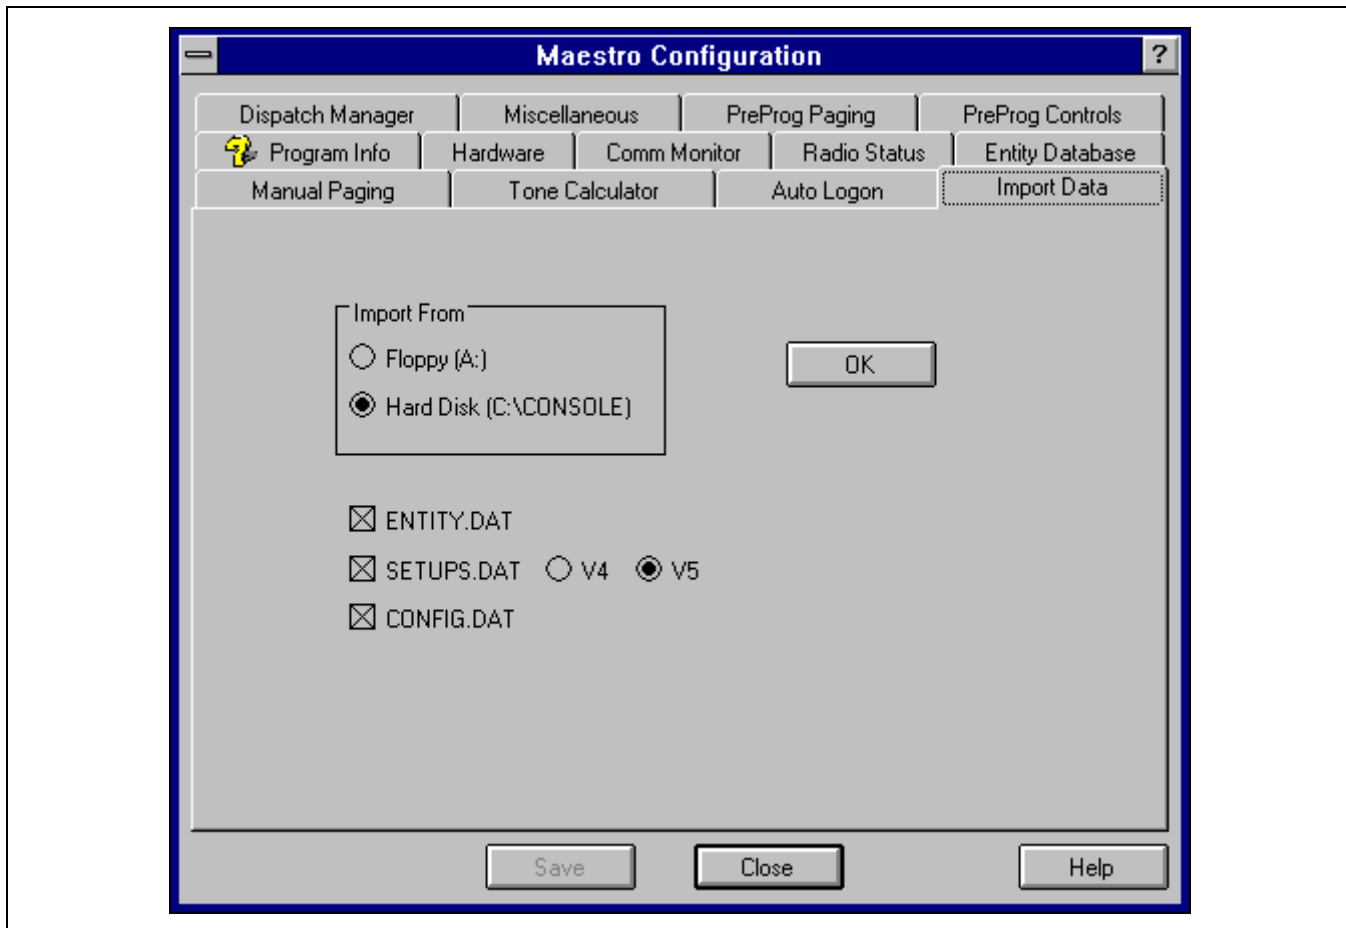 Maestro Configuration ?
Dispatch Manager Miscellaneous PreProg Paging PreProg Controls
Program Info Hardware Comm Monitor Radio Status Entity Database
Manual Paging Tone Calculator Auto Logon Import Data
Import From
Floppy (A:)
OK
Hard Disk (C:\CONSOLE)
ENTITY.DAT
SETUPS.DAT V4 V5
CONFIG.DAT
Save Close Help